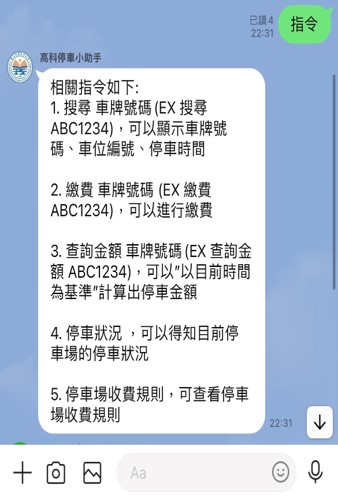 已讀 4
22:31
指令
高科停車小助手
相關指令如下:
1. 搜尋 車牌號碼 (EX 搜尋
ABC1234)，可以顯示車牌號
碼、車位編號、停車時間
2. 繳費 車牌號碼 (EX 繳費
ABC1234)，可以進行繳費
3. 查詢金額 車牌號碼 (EX 查詢金
額 ABC1234)，可以”以目前時間
為基準”計算出停車金額
4. 停車狀況 ，可以得知目前停
車場的停車狀況
5. 停車場收費規則，可查看停車
場收費規則
22:31
Aa